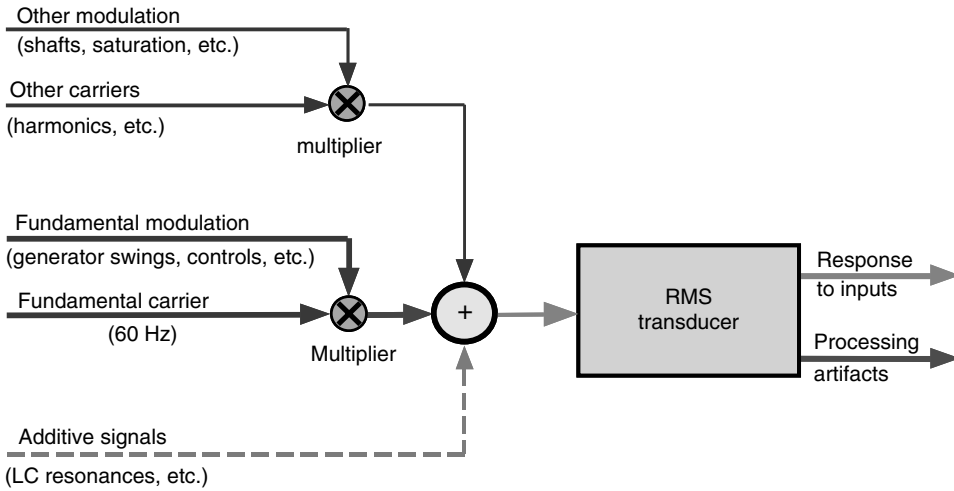 Other modulation
(shafts, saturation, etc.)
Other carriers
(harmonics, etc.)
multiplier
Fundamental modulation
(generator swings, controls, etc.)
Fundamental carrier
(60 Hz)
Multiplier
+
RMS
transducer
Response
to inputs
Processing
artifacts
Additive signals
(LC resonances, etc.)